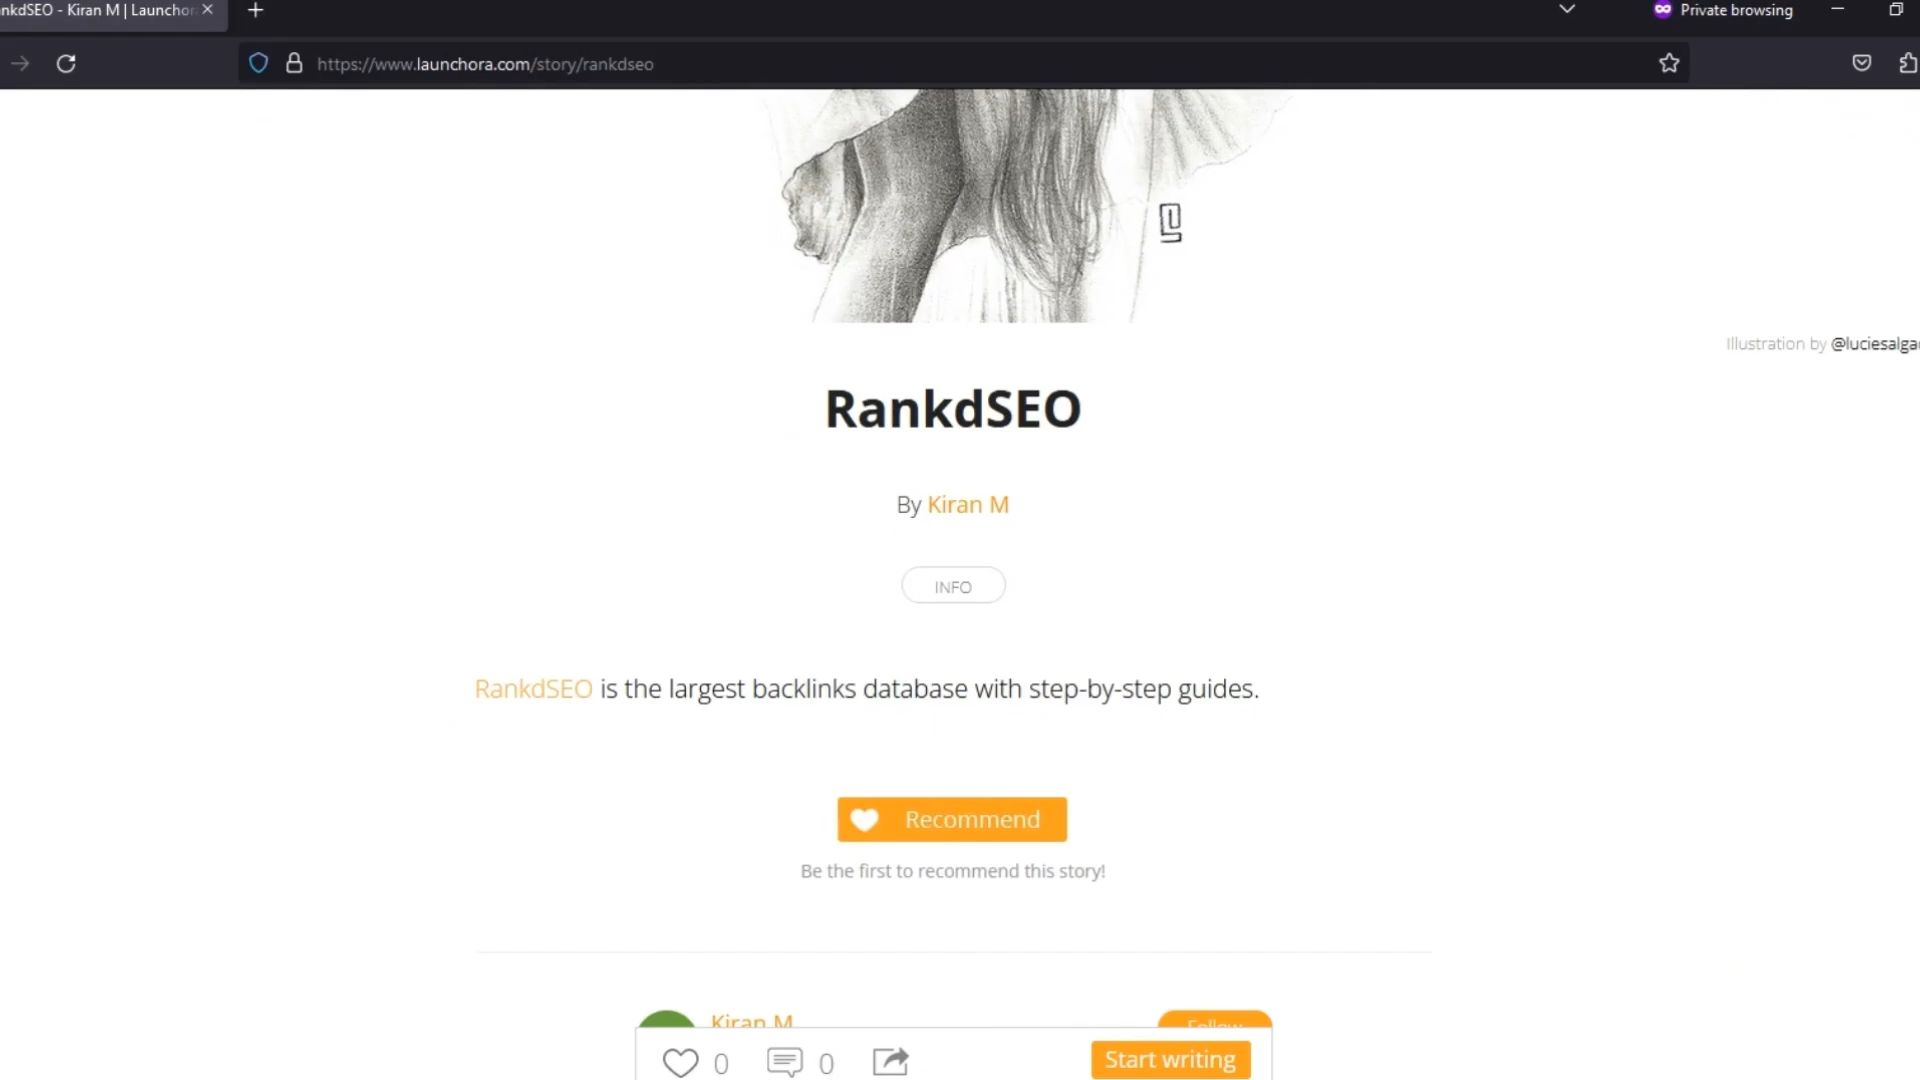 nkdSEO - Kiran M | Launchor
Private browsing
https://www.launchora.com/story/rankdseo
Illustration by @luciesalga
RankdSEO
By Kiran M
INFO
RankdSEO is the largest backlinks database with step-by-step guides.
Recommend
Be the first to recommend this story!
Kiran M
Follow
0 0 Start writing